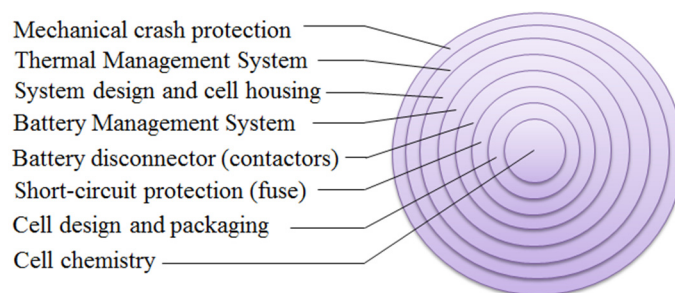 Mechanical crash protection
Thermal Management System
System design and cell housing
Battery Management System
Battery disconnector (contactors)
Short-circuit protection (fuse)
Cell design and packaging
Cell chemistry